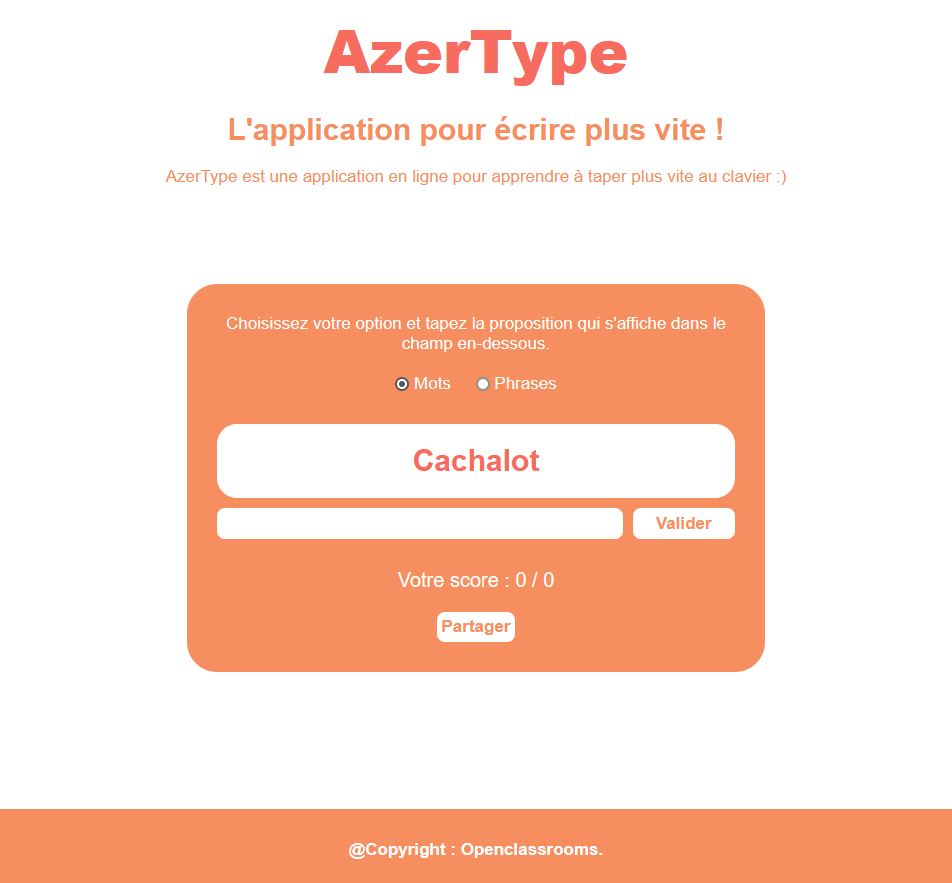 AzerType
L'application pour écrire plus vite !
AzerType est une application en ligne pour apprendre à taper plus vite au clavier :)
Choisissez votre option et tapez la proposition qui s'affiche dans le
champ en-dessous.
Mots Phrases
Cachalot
Valider
Votre score : 0 / 0
Partager
@Copyright : Openclassrooms.